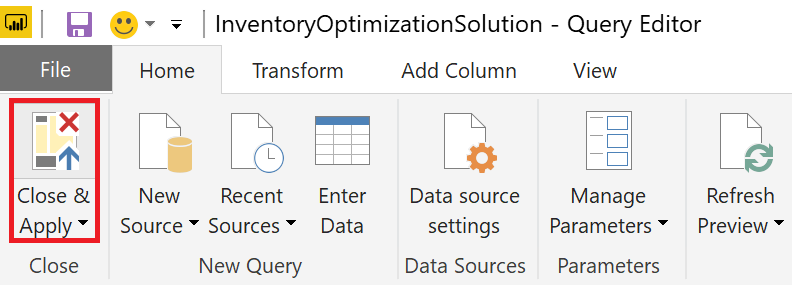 InventoryOptimizationSolution - Query Editor
File Home Transform Add Column View
Close & New Recent Enter Data source Manage Refresh
Apply Source Sources Data settings Parameters Preview
Close New Query Data Sources Parameters